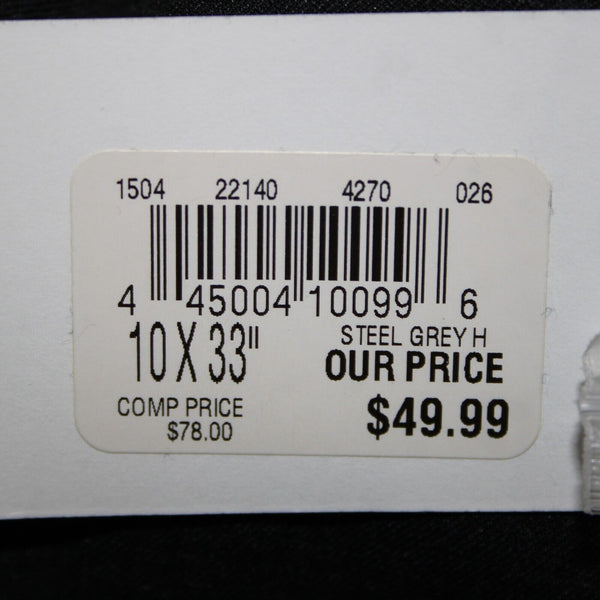 1504 22140 4270 026
4 45004 10099 6
10 X 33"
STEEL GREY H
OUR PRICE
COMP PRICE
$78.00
$49.99